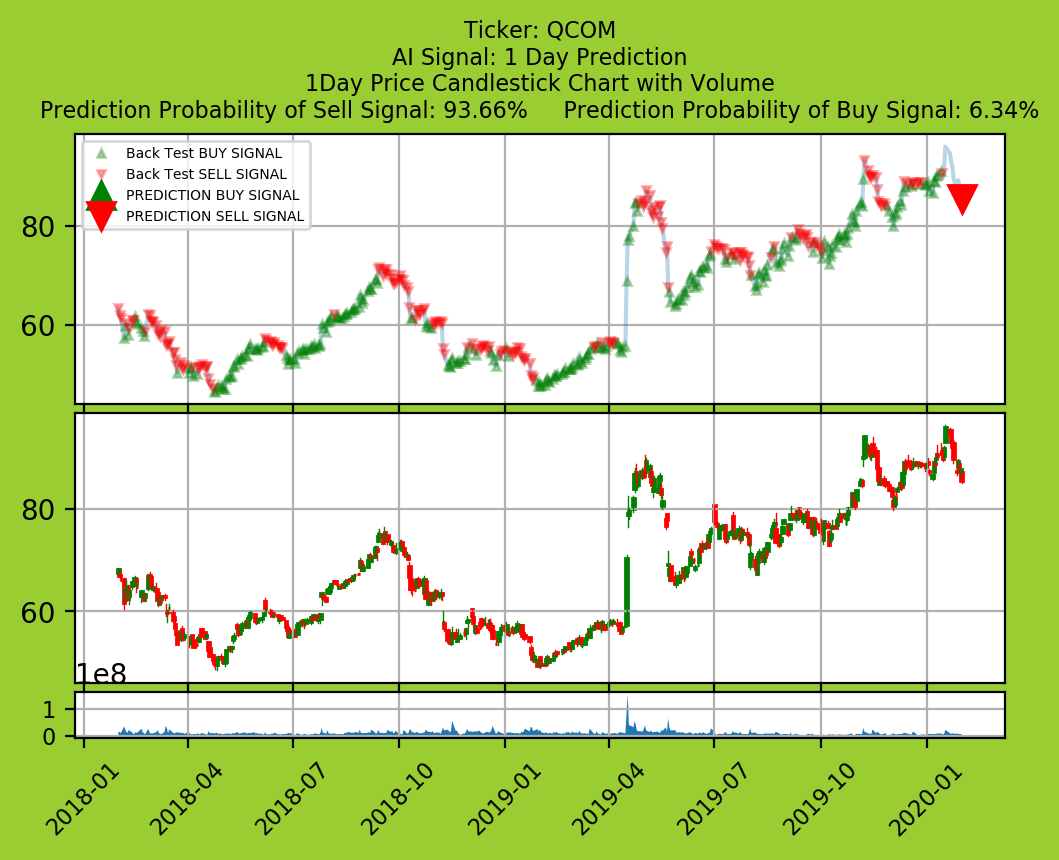 Ticker: QCOM
AI Signal: 1 Day Prediction
1Day Price Candlestick Chart with Volume
Prediction Probability of Sell Signal: 93.66% Prediction Probability of Buy Signal: 6.34%
Back Test BUY SIGNAL
Back Test SELL SIGNAL
PREDICTION BUY SIGNAL
PREDICTION SELL SIGNAL
80
60
80
60
1e8
1
0
2018-01 2018-04 2018-07 2018-10 2019-01 2019-04 2019-07 2019-10 2020-01